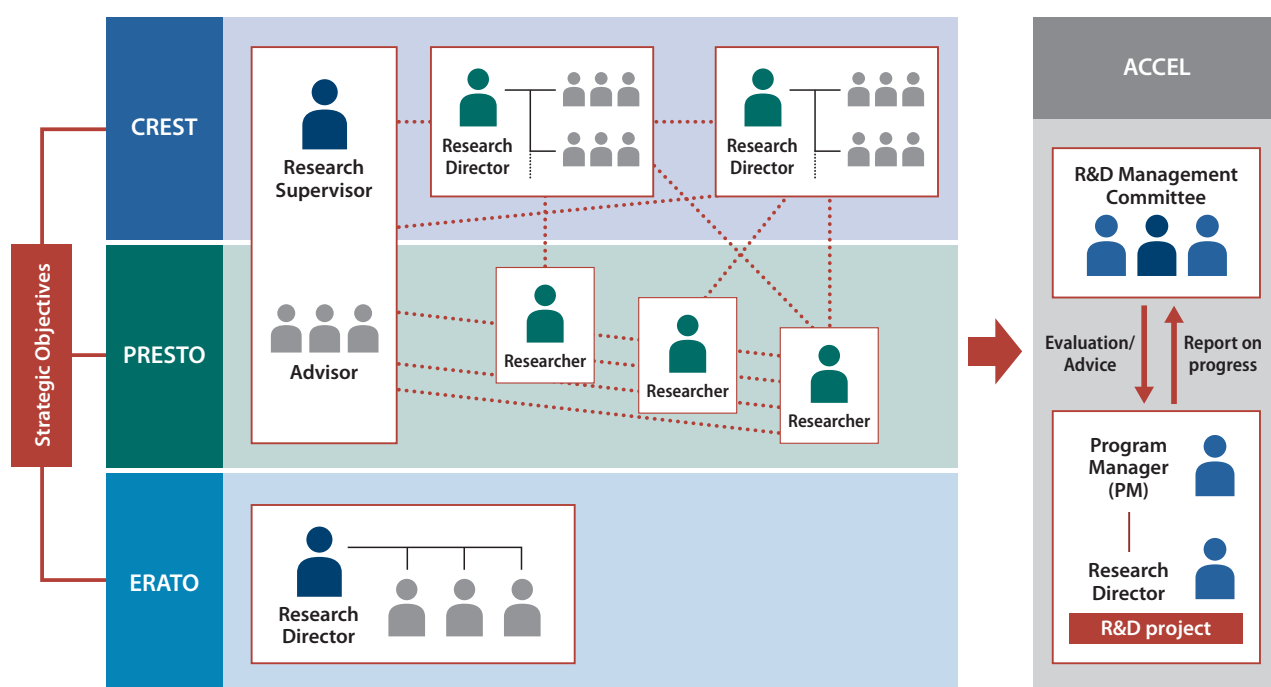 Strategic Objectives
CREST
Research
Supervisor
Research
Director
Research
Director
PRESTO
Advisor
Researcher
Researcher
Researcher
ERATO
Research
Director
ACCEL
R&D Management
Committee
Evaluation/
Advice
Report on
progress
Program
Manager
(PM)
Research
Director
R&D project